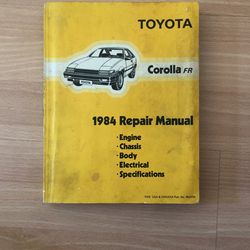 TOYOTA
Corolla FR
1984 Repair Manual
· Engine
· Chassis
· Body
· Electrical
· Specifications